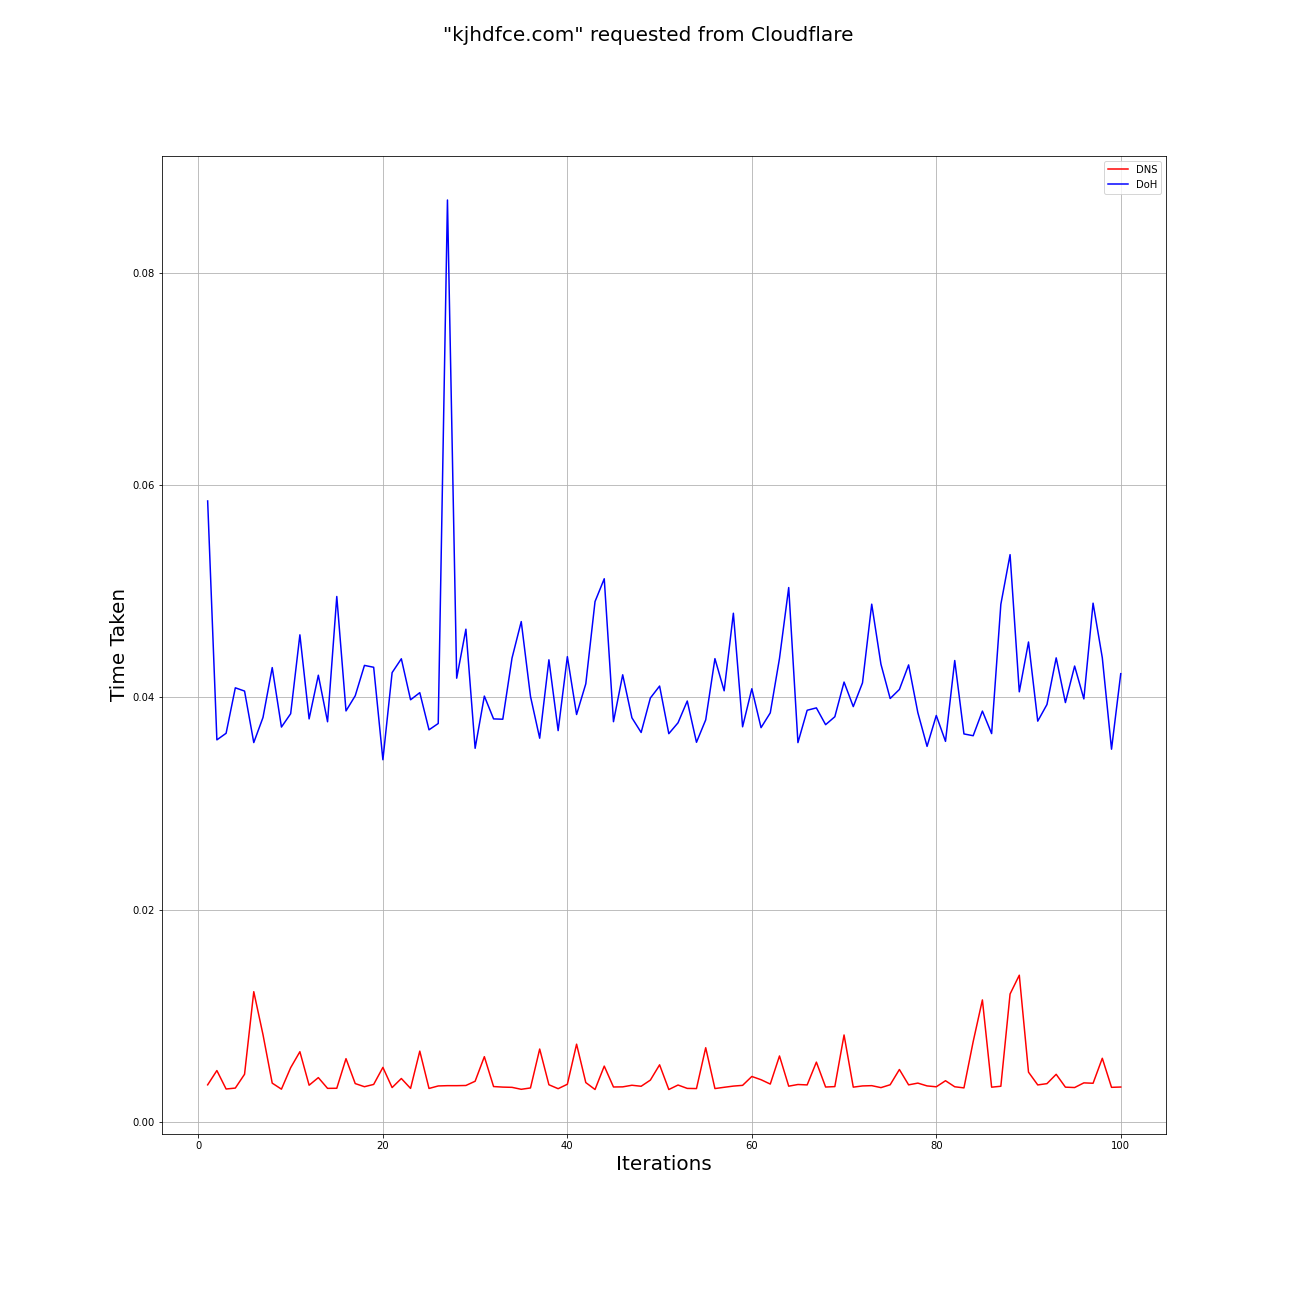 "kjhdfce.com" requested from Cloudflare
DNS
DoH
0.08
0.06
0.04
0.02
0.00
Time Taken
0 20 40 60 80 100
Iterations